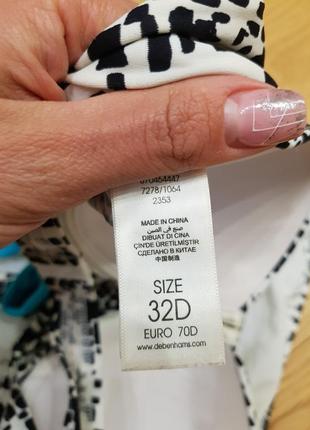 070454447
7278/1064
2353
MADE IN CHINA
صنع في الصين
DIBUAT DI CINA
ÇİN'DE ÜRETİLMİŞTİR
СДЕЛАНО В КИТАЕ
中国制造
SIZE
32D
EURO 70D
www.debenhams.com